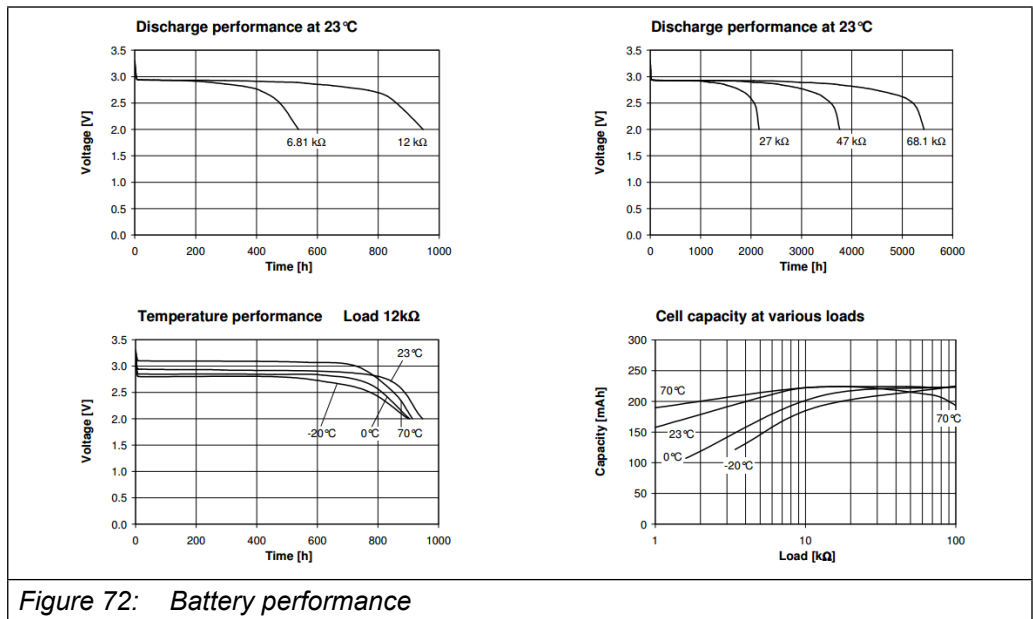 Discharge performance at 23°C
3.5
3.0
2.5
2.0
1.5
1.0
0.5
0.0
Voltage [V]
6.81 kΩ
12 kΩ
0
200
400
600
800
1000
Time [h]
Discharge performance at 23°C
3.5
3.0
2.5
2.0
1.5
1.0
0.5
0.0
Voltage [V]
27 kΩ
47 kΩ
68.1 kΩ
0
1000
2000
3000
4000
5000
6000
Time [h]
Temperature performance Load 12kΩ
3.5
3.0
2.5
2.0
1.5
1.0
0.5
0.0
Voltage [V]
23°C
-20°C
0°C
70°C
0
200
400
600
800
1000
Time [h]
Cell capacity at various loads
300
250
200
150
100
50
0
Capacity [mAh]
70°C
23°C
0°C
-20°C
70°C
1
10
100
Load [kΩ]
Figure 72: Battery performance